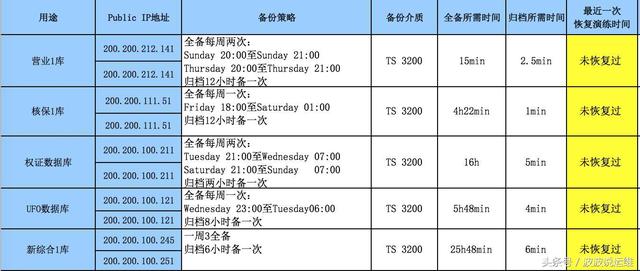 用途 Public IP地址 备份策略 备份介质 全备所需时间 归档所需时间 最近一次
恢复演练时间
营业1库 200.200.212.141
200.200.212.141 全备每周两次:
Sunday 20:00至Sunday 21:00
Thursday 20:00至Thursday 21:00
归档12小时备一次 TS 3200 15min 2.5min 未恢复过
核保1库 200.200.111.51
200.200.111.51 全备每周一次:
Friday 18:00至Saturday 01:00
归档12小时备一次 TS 3200 4h22min 1min 未恢复过
权证数据库 200.200.100.211
200.200.100.211 全备每周两次:
Tuesday 21:00至Wednesday 07:00
Saturday 21:00至Sunday 07:00
归档两小时备一次 TS 3200 16h 5min 未恢复过
UFO数据库 200.200.100.121
200.200.100.121 全备每周一次:
Wednesday 23:00至Tuesday06:00
归档8小时备一次 TS 3200 5h48min 4min 未恢复过
新综合1库 200.200.100.245
200.200.100.251 一周3全备
归档6小时备一次 TS 3200 25h48min 6min 未恢复过
头条号 / 波波说运维